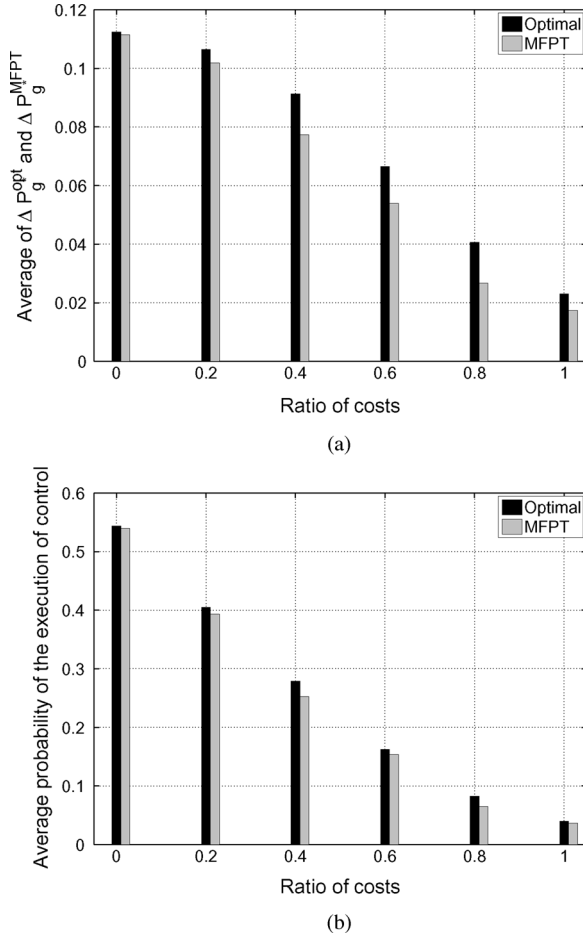 0.12
0.1
0.08
0.06
0.04
0.02
0
Average of Δ P_g^opt and Δ P_g^MFPT
Optimal
MFPT
0 0.2 0.4 0.6 0.8 1
Ratio of costs
(a)
0.6
0.5
0.4
0.3
0.2
0.1
0
Average probability of the execution of control
Optimal
MFPT
0 0.2 0.4 0.6 0.8 1
Ratio of costs
(b)